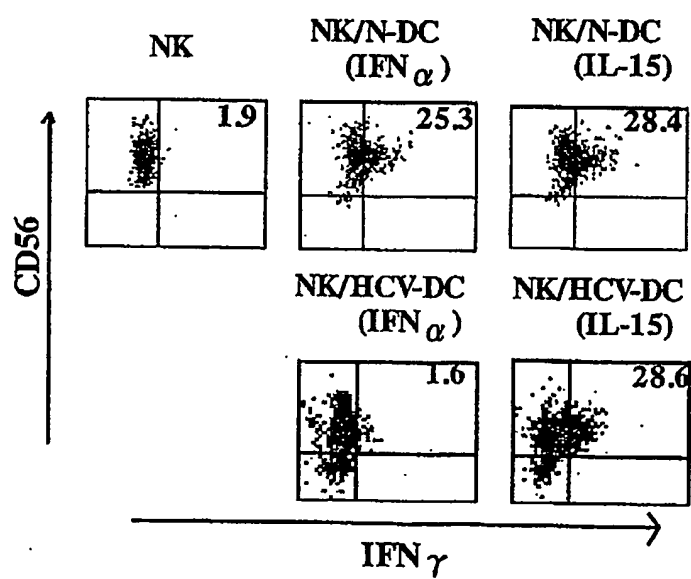 NK
NK/N-DC
(IFNα)
NK/N-DC
(IL-15)
1.9
25.3
28.4
CD56
NK/HCV-DC
(IFNα)
NK/HCV-DC
(IL-15)
1.6
28.6
IFNγ